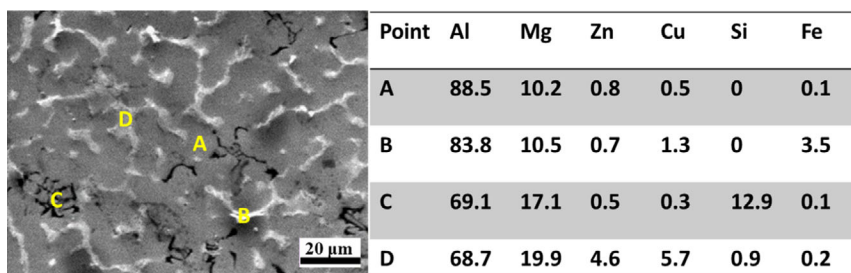 D
A
C
B
20 µm
Point Al Mg Zn Cu Si Fe
A 88.5 10.2 0.8 0.5 0 0.1
B 83.8 10.5 0.7 1.3 0 3.5
C 69.1 17.1 0.5 0.3 12.9 0.1
D 68.7 19.9 4.6 5.7 0.9 0.2